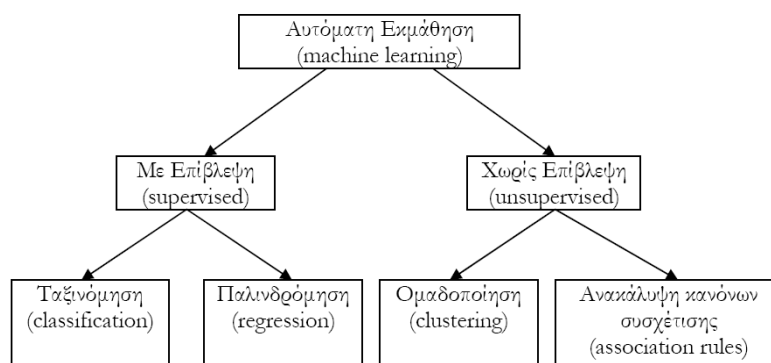 Αυτόματη Εκμάθηση
(machine learning)
Με Επίβλεψη
(supervised)
Χωρίς Επίβλεψη
(unsupervised)
Ταξινόμηση
(classification)
Παλινδρόμηση
(regression)
Ομαδοποίηση
(clustering)
Ανακάλυψη κανόνων
συσχέτισης
(association rules)